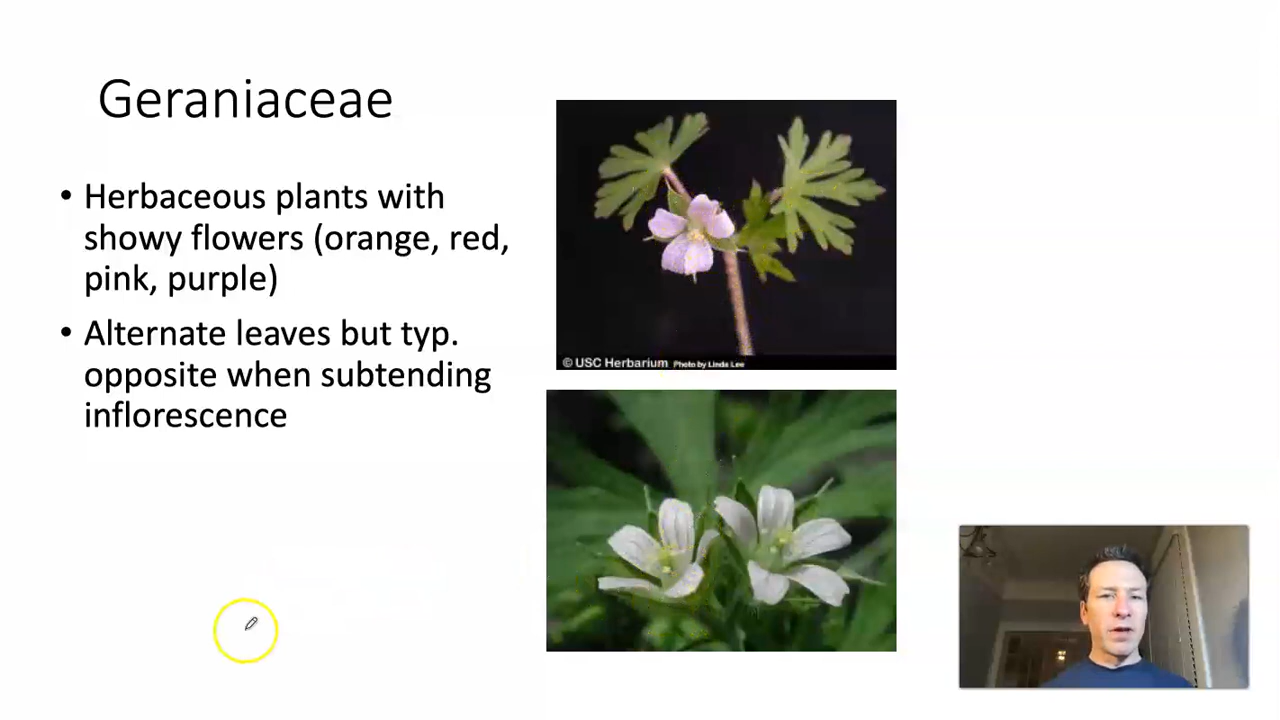 Geraniaceae
• Herbaceous plants with
showy flowers (orange, red,
pink, purple)
• Alternate leaves but typ.
opposite when subtending
inflorescence
© USC Herbarium Photo by Linda Lee